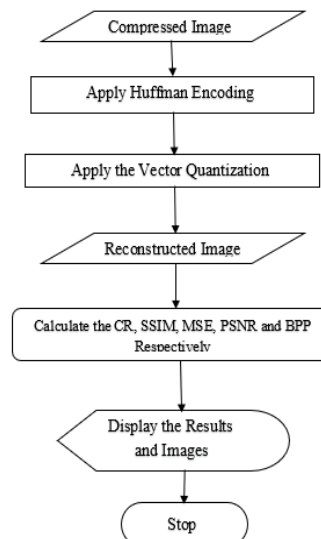 Compressed Image
Apply Huffman Encoding
Apply the Vector Quantization
Reconstructed Image
Calculate the CR, SSIM, MSE, PSNR and BPP
Respectively
Display the Results
and Images
Stop